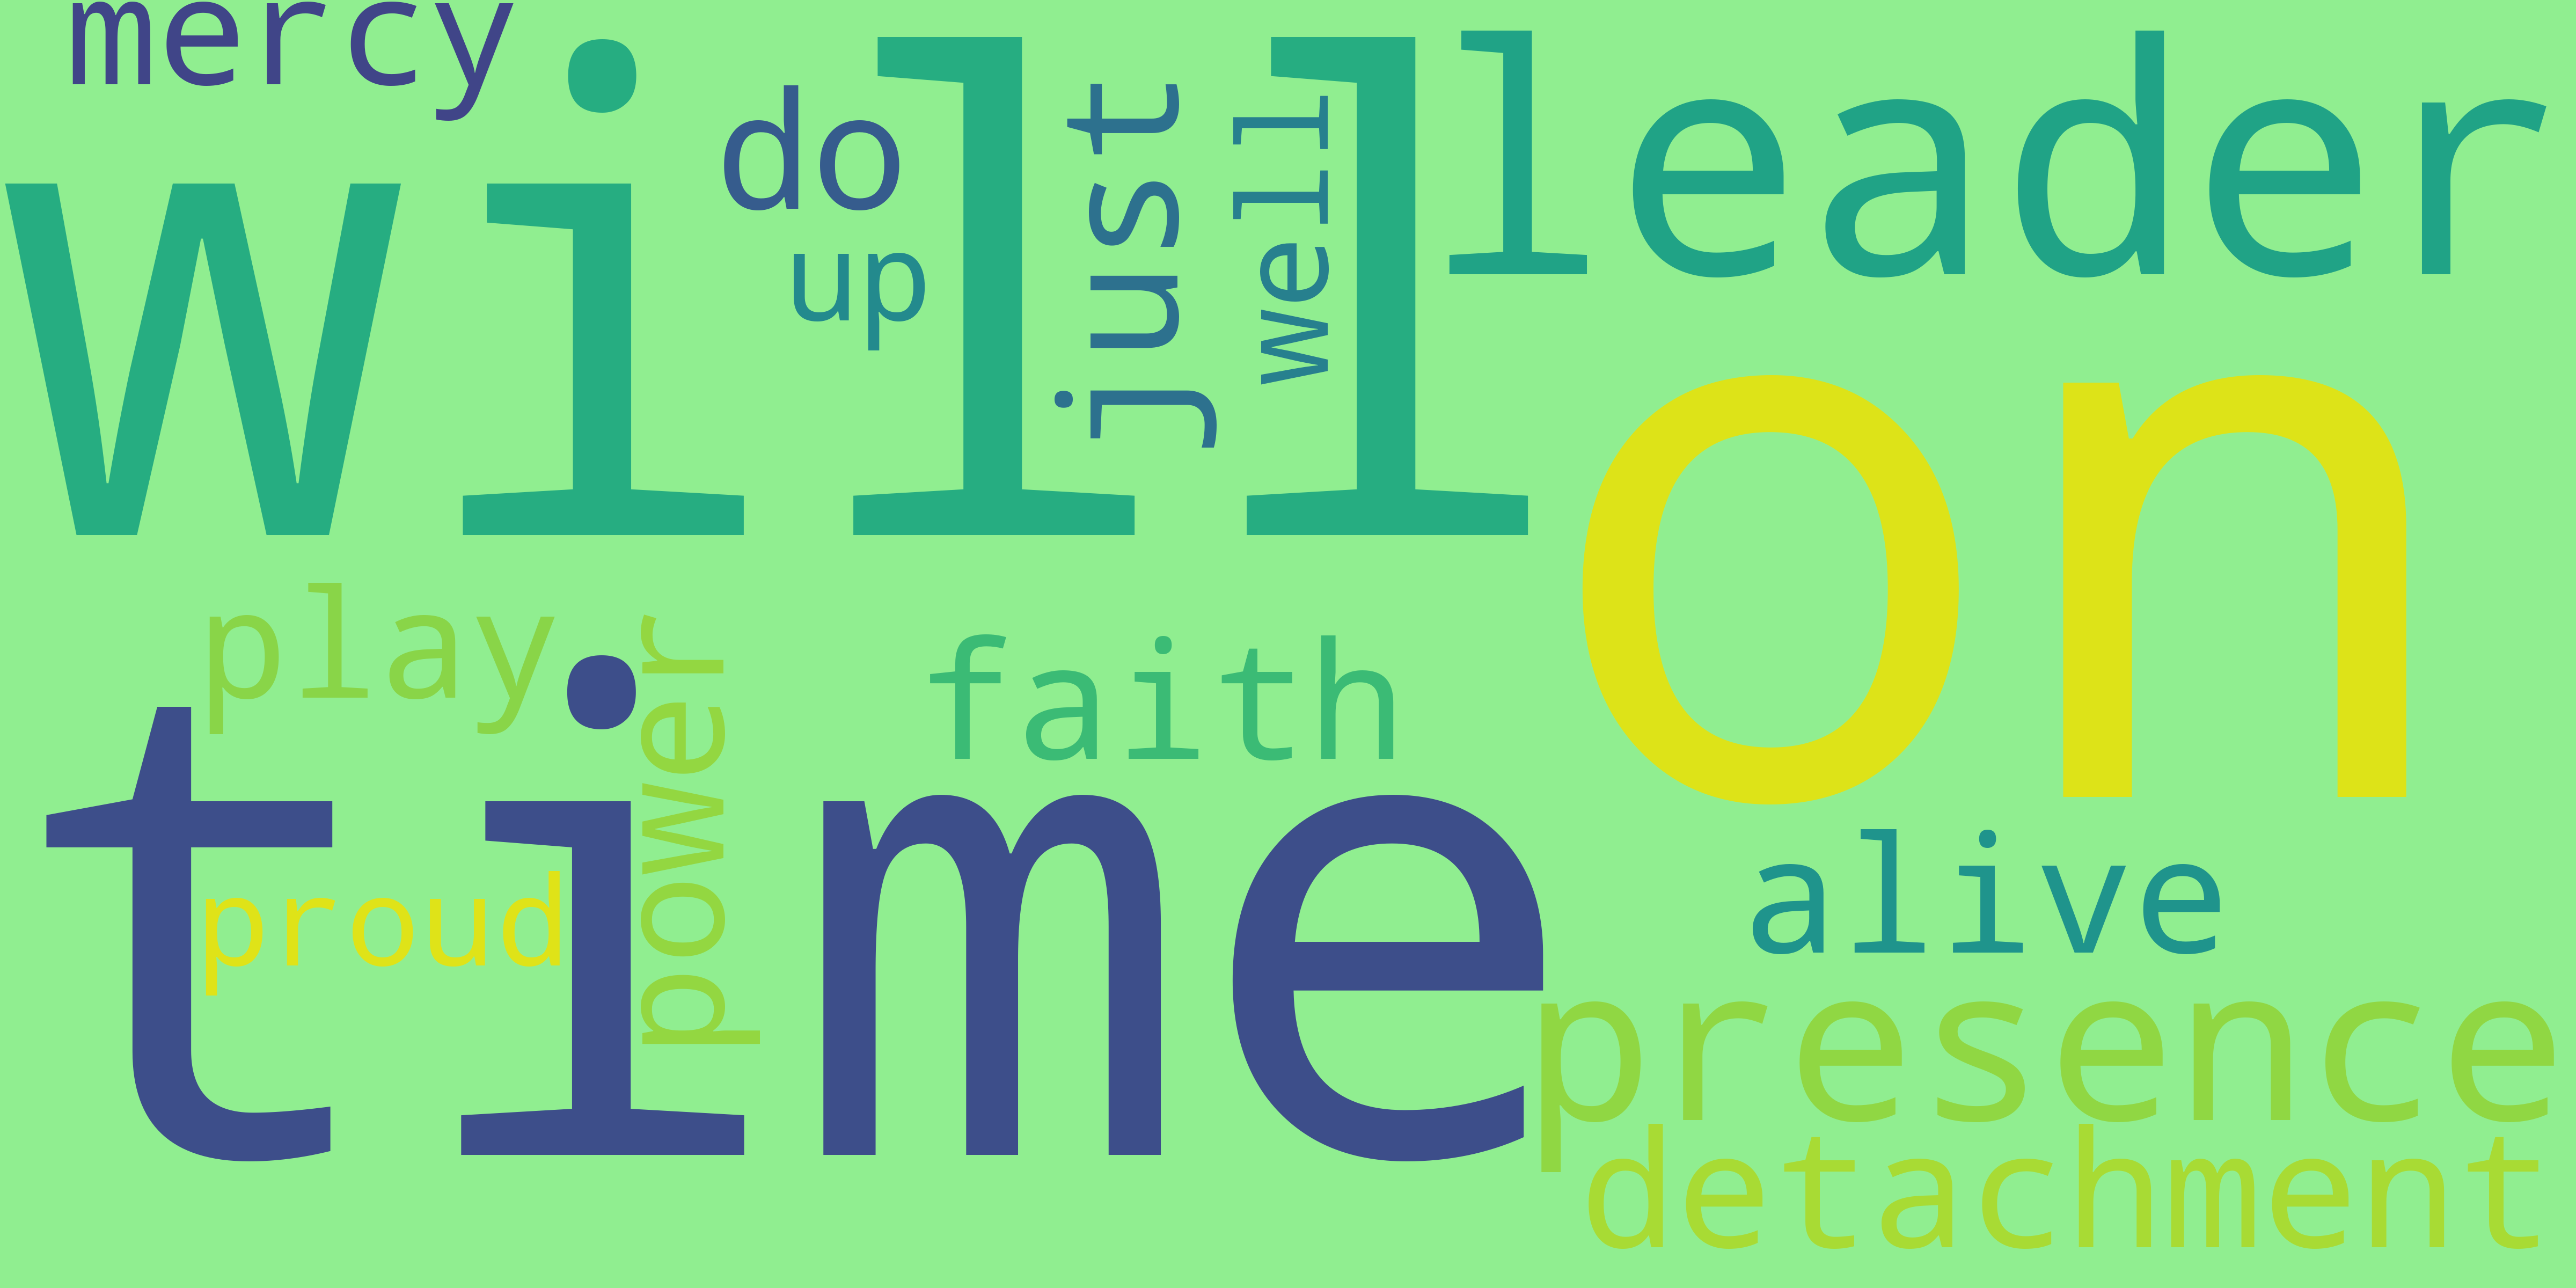 mercy
will
do
up
just
well
leader
on
play
power
faith
time
proud
alive
presence
detachment